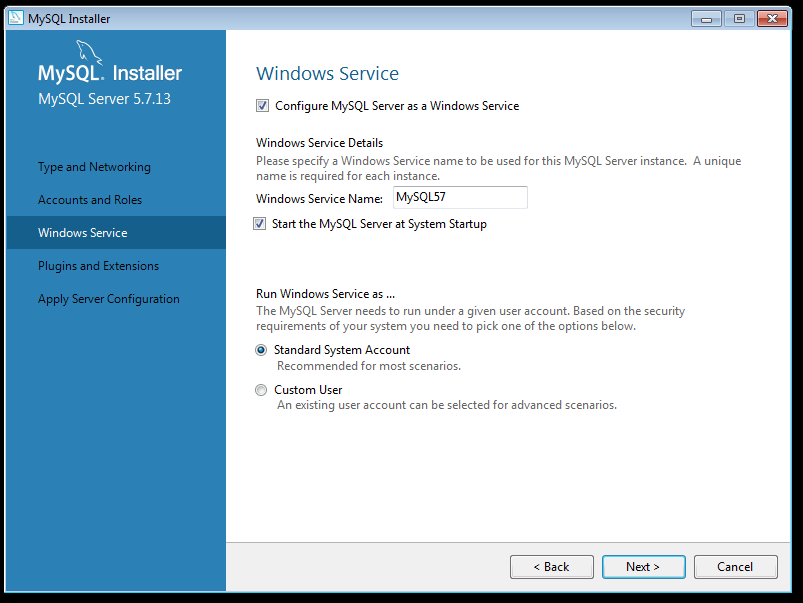 MySQL Installer
MySQL. Installer
MySQL Server 5.7.13
Type and Networking
Accounts and Roles
Windows Service
Plugins and Extensions
Apply Server Configuration
Windows Service
Configure MySQL Server as a Windows Service
Windows Service Details
Please specify a Windows Service name to be used for this MySQL Server instance. A unique
name is required for each instance.
Windows Service Name: MySQL57
Start the MySQL Server at System Startup
Run Windows Service as ...
The MySQL Server needs to run under a given user account. Based on the security
requirements of your system you need to pick one of the options below.
Standard System Account
Recommended for most scenarios.
Custom User
An existing user account can be selected for advanced scenarios.
< Back Next > Cancel